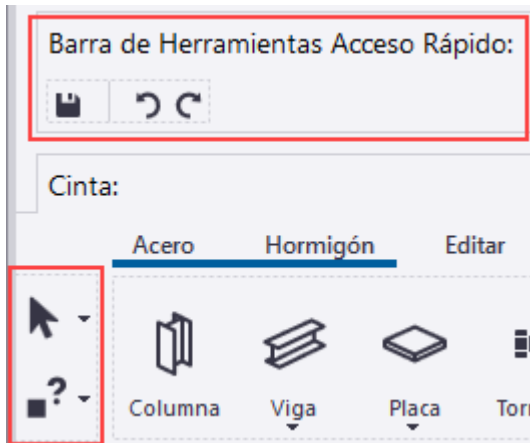 Barra de Herramientas Acceso Rápido:
Cinta:
Acero Hormigón Editar
?
Columna Viga Placa